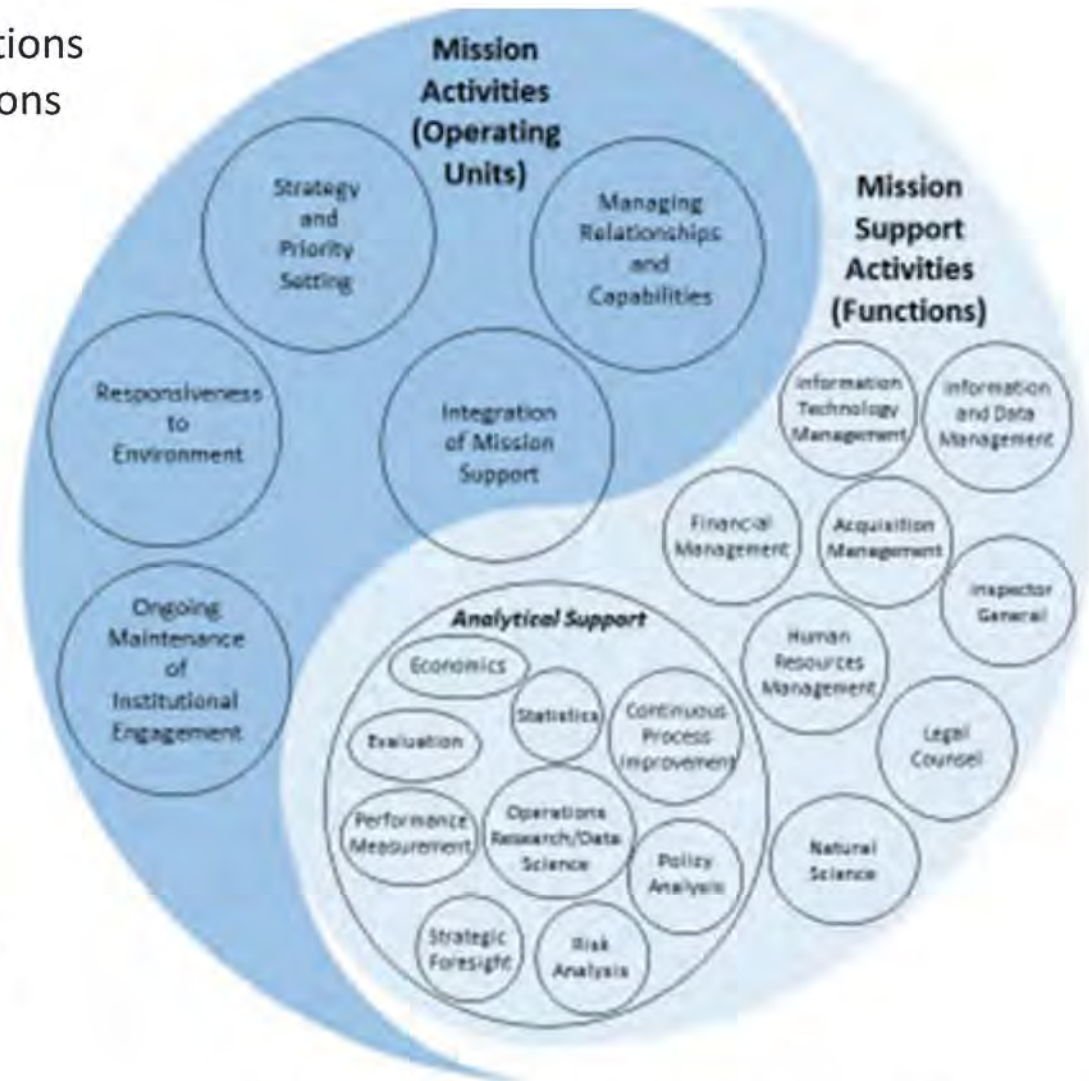 tions
ons
Mission
Activities
(Operating
Units)
Strategy
and
Priority
Setting
Managing
Relationships
and
Capabilities
Responsiveness
to
Environment
Integration
of Mission
Support
Ongoing
Maintenance
of
Institutional
Engagement
Mission
Support
Activities
(Functions)
Information
Technology
Management
Information
and Data
Management
Financial
Management
Acquisition
Management
Inspector
General
Human
Resources
Management
Legal
Counsel
Natural
Science
Analytical Support
Economics
Statistics
Continuous
Process
Improvement
Evaluation
Performance
Measurement
Operations
Research/Data
Science
Policy
Analysis
Strategic
Foresight
Risk
Analysis